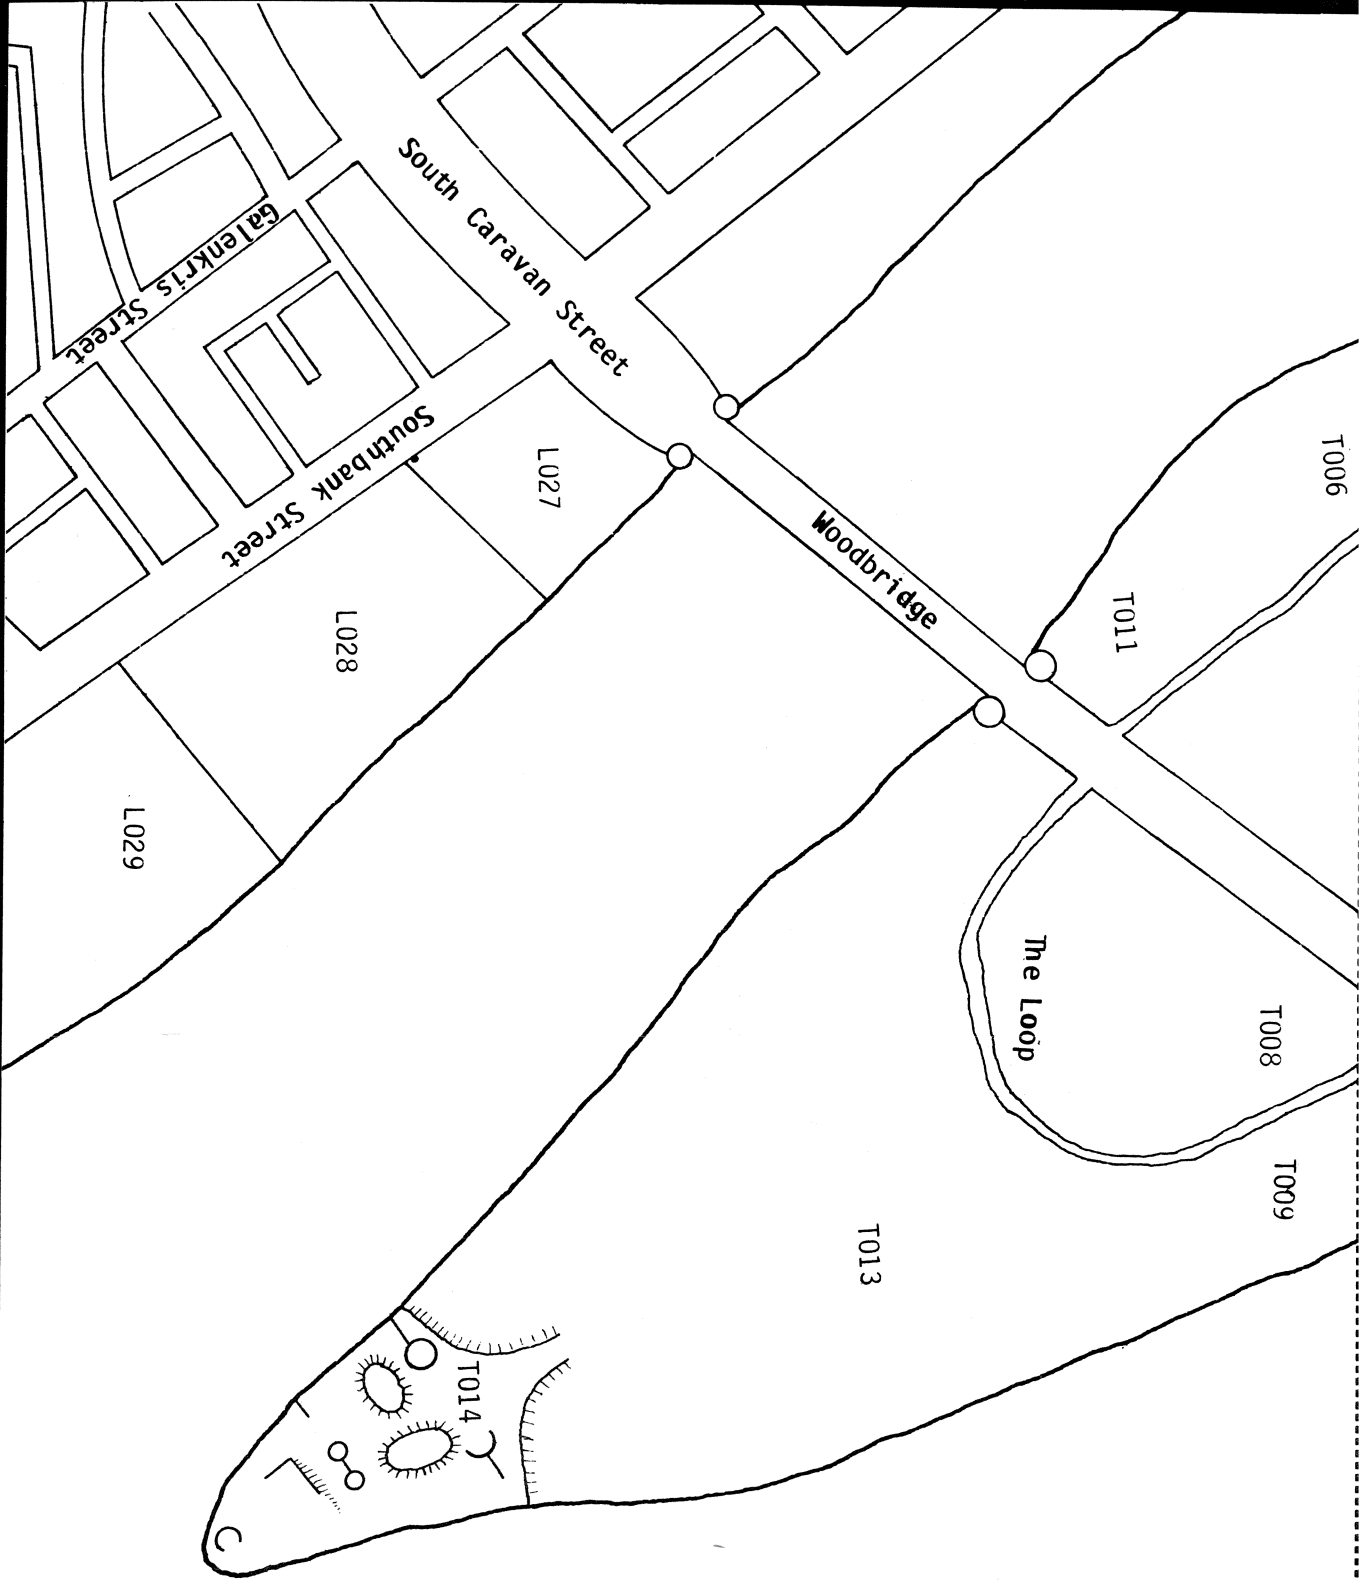 South Caravan Street
Galenkris Street
Southbank Street
Woodbridge
The Loop
T006
T011
L027
L028
L029
T008
T009
T013
T014